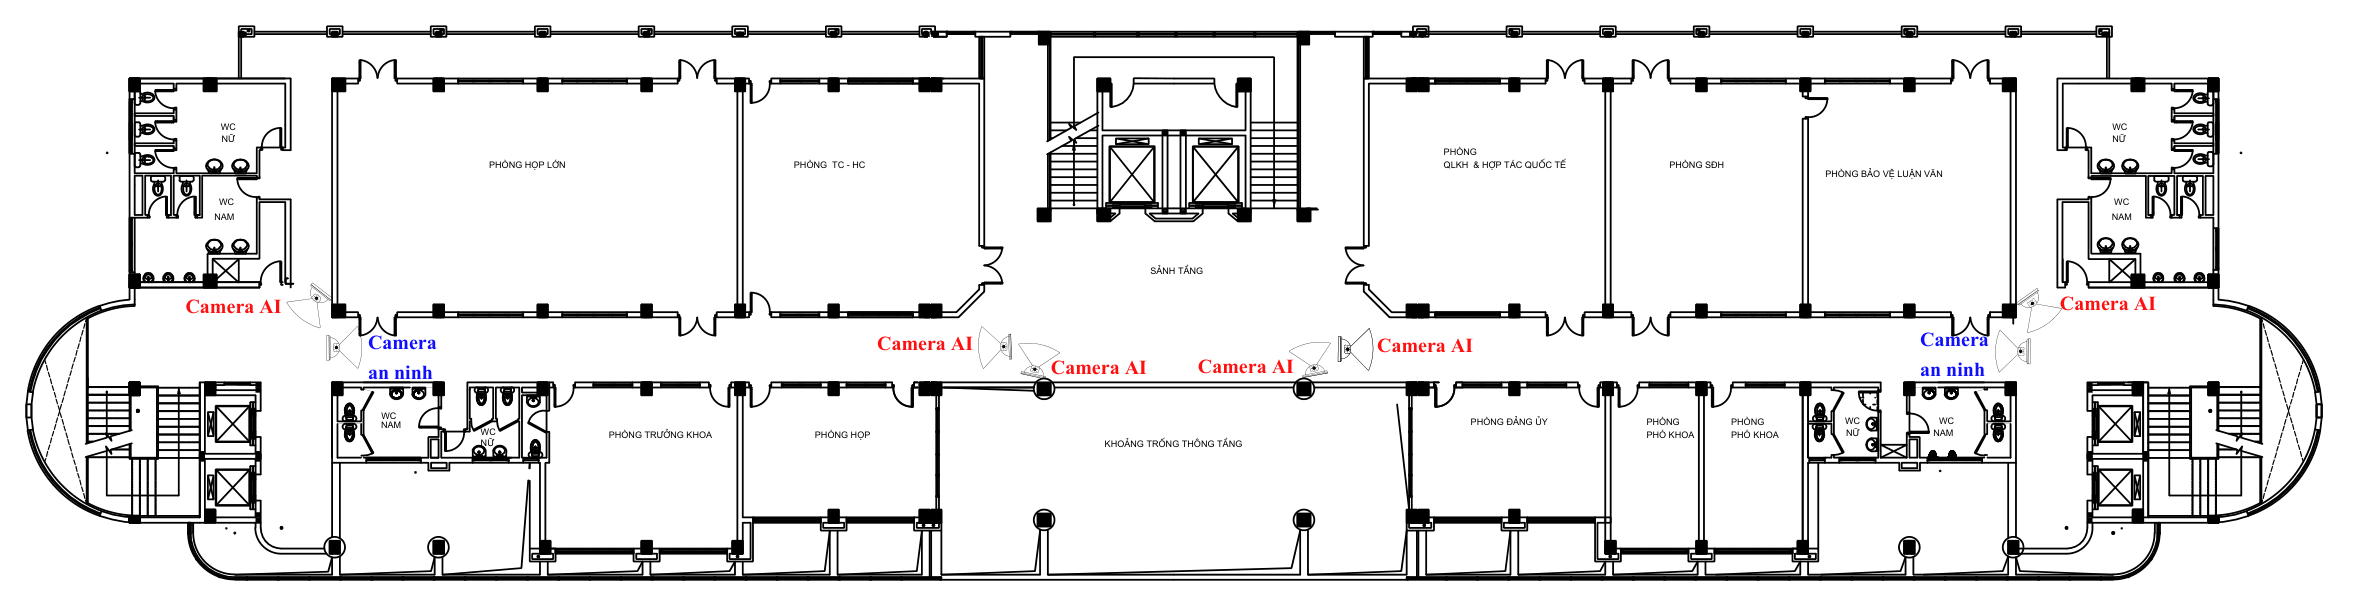 WC
NỮ
WC
NAM
PHÒNG HỌP LỚN
PHÒNG TC - HC
SẢNH TẦNG
PHÒNG
QLKH & HỢP TÁC QUỐC TẾ
PHÒNG SĐH
PHÒNG BẢO VỆ LUẬN VĂN
WC
NỮ
WC
NAM
Camera AI
Camera
an ninh
Camera AI
Camera AI
Camera AI
Camera AI
Camera
an ninh
Camera AI
WC
NAM
WC
NỮ
PHÒNG TRƯỞNG KHOA
PHÒNG HỌP
KHOẢNG TRỐNG THÔNG TẦNG
PHÒNG ĐẢNG ỦY
PHÒNG
PHÓ KHOA
PHÒNG
PHÓ KHOA
WC
NỮ
WC
NAM